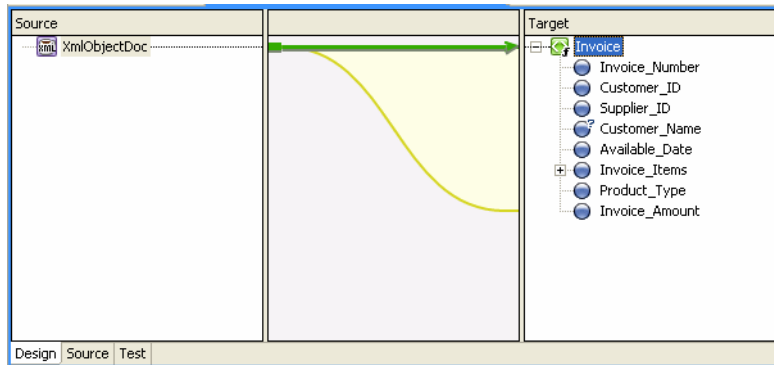 Source
Target
XmlObjectDoc
Invoice
Invoice_Number
Customer_ID
Supplier_ID
Customer_Name
Available_Date
Invoice_Items
Product_Type
Invoice_Amount
Design Source Test